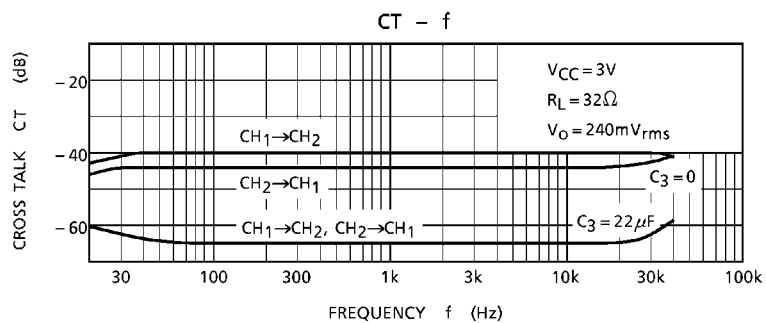 CT – f
CROSS TALK CT (dB)
–20
–40
–60
VCC = 3V
RL = 32Ω
Vo = 240mVrms
CH1→CH2
CH2→CH1
C3 = 0
CH1→CH2, CH2→CH1
C3 = 22μF
30 100 300 1k 3k 10k 30k 100k
FREQUENCY f (Hz)